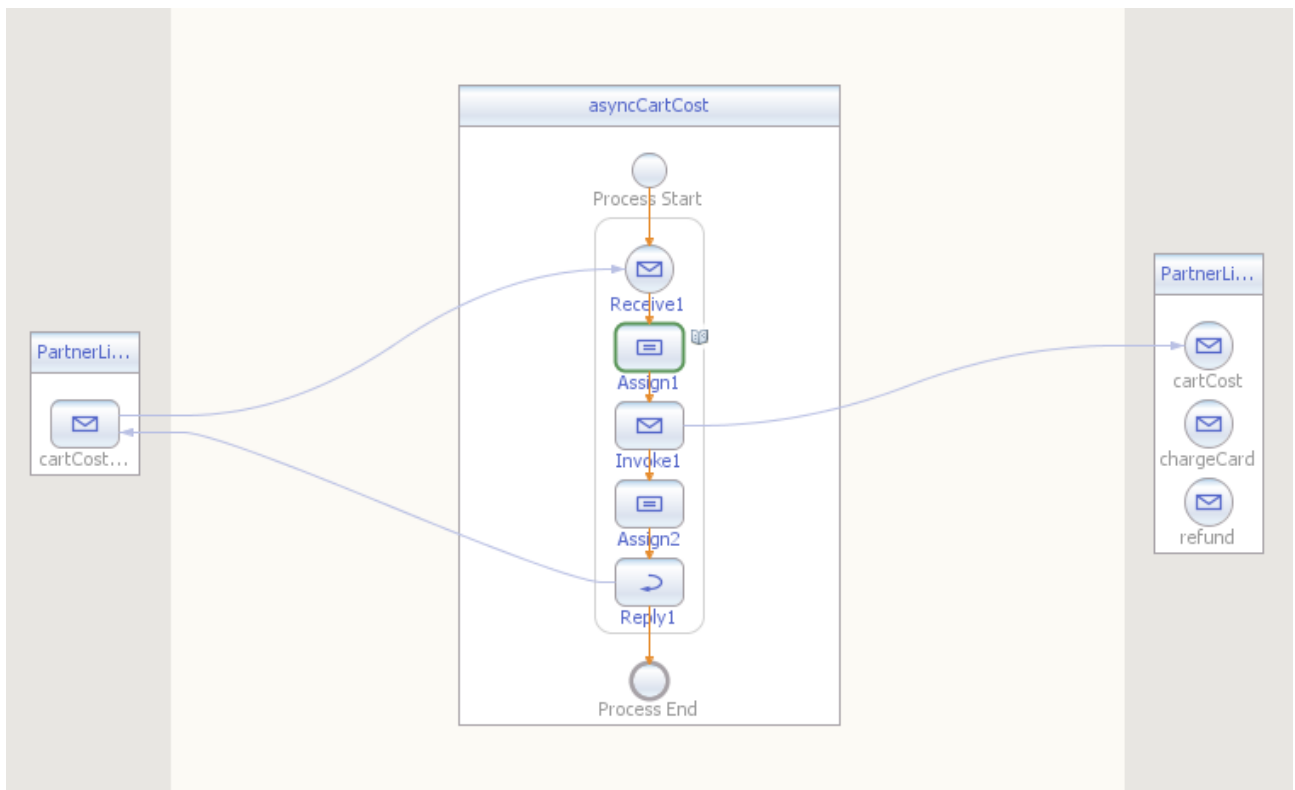 asyncCartCost
Process Start
Receive1
Assign1
Invoke1
Assign2
Reply1
Process End
PartnerLi...
cartCost...
PartnerLi...
cartCost
chargeCard
refund